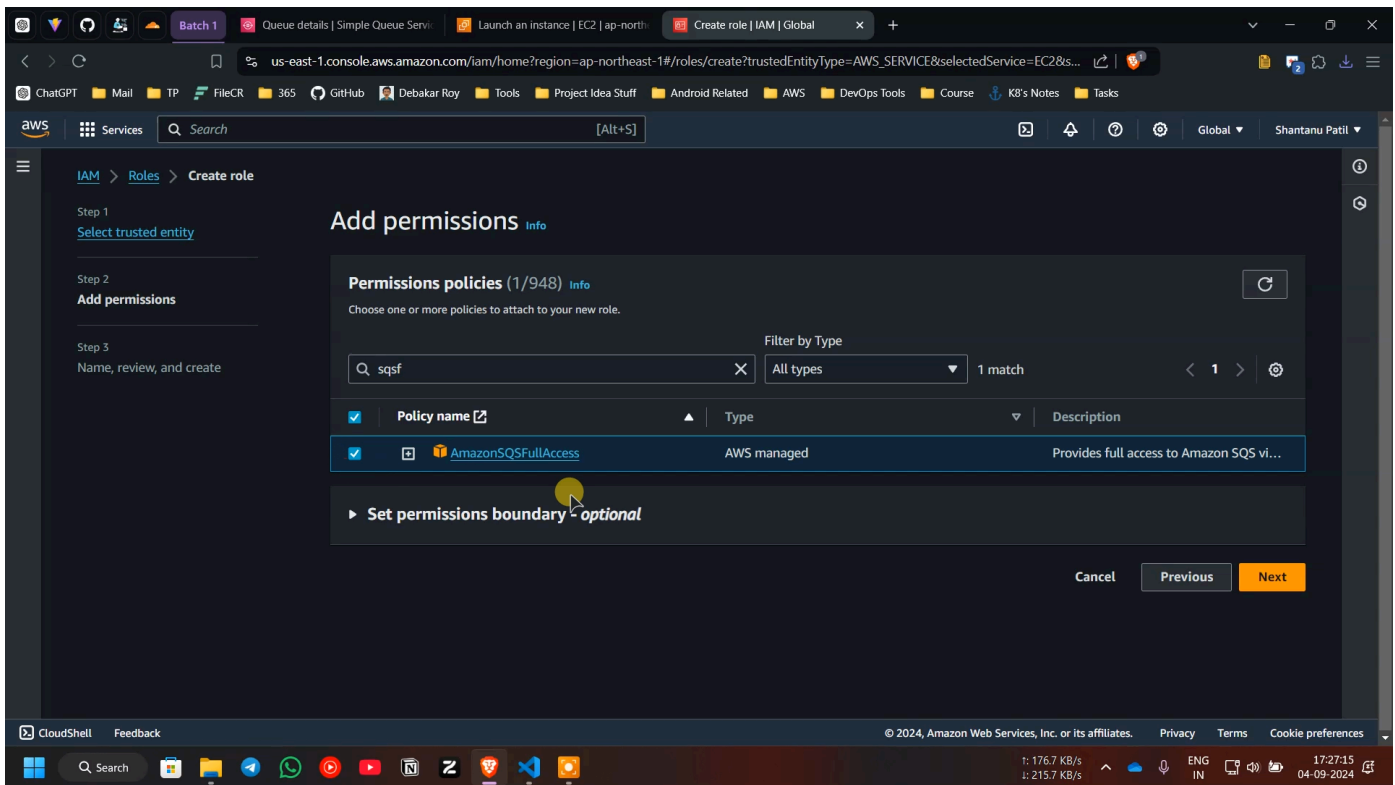 Batch 1
Queue details | Simple Queue Servic
Launch an instance | EC2 | ap-north
Create role | IAM | Global
us-east-1.console.aws.amazon.com/iam/home?region=ap-northeast-1#/roles/create?trustedEntityType=AWS_SERVICE&selectedService=EC2&s...
1
2
ChatGPT
Mail
TP
FileCR
365
GitHub
Debakar Roy
Tools
Project Idea Stuff
Android Related
AWS
DevOps Tools
Course
K8's Notes
Tasks
aws
Services
Search
[Alt+S]
Global ▼
Shantanu Patil ▼
IAM > Roles > Create role
Step 1
Select trusted entity
Step 2
Add permissions
Step 3
Name, review, and create
Add permissions Info
Permissions policies (1/948) Info
Choose one or more policies to attach to your new role.
Filter by Type
sqsf
All types
1 match
1
Policy name
Type
Description
AmazonSQSFullAccess
AWS managed
Provides full access to Amazon SQS vi...
Set permissions boundary - optional
Cancel
Previous
Next
CloudShell
Feedback
© 2024, Amazon Web Services, Inc. or its affiliates.
Privacy
Terms
Cookie preferences
Search
↑: 176.7 KB/s
↓: 215.7 KB/s
ENG
IN
17:27:15
04-09-2024